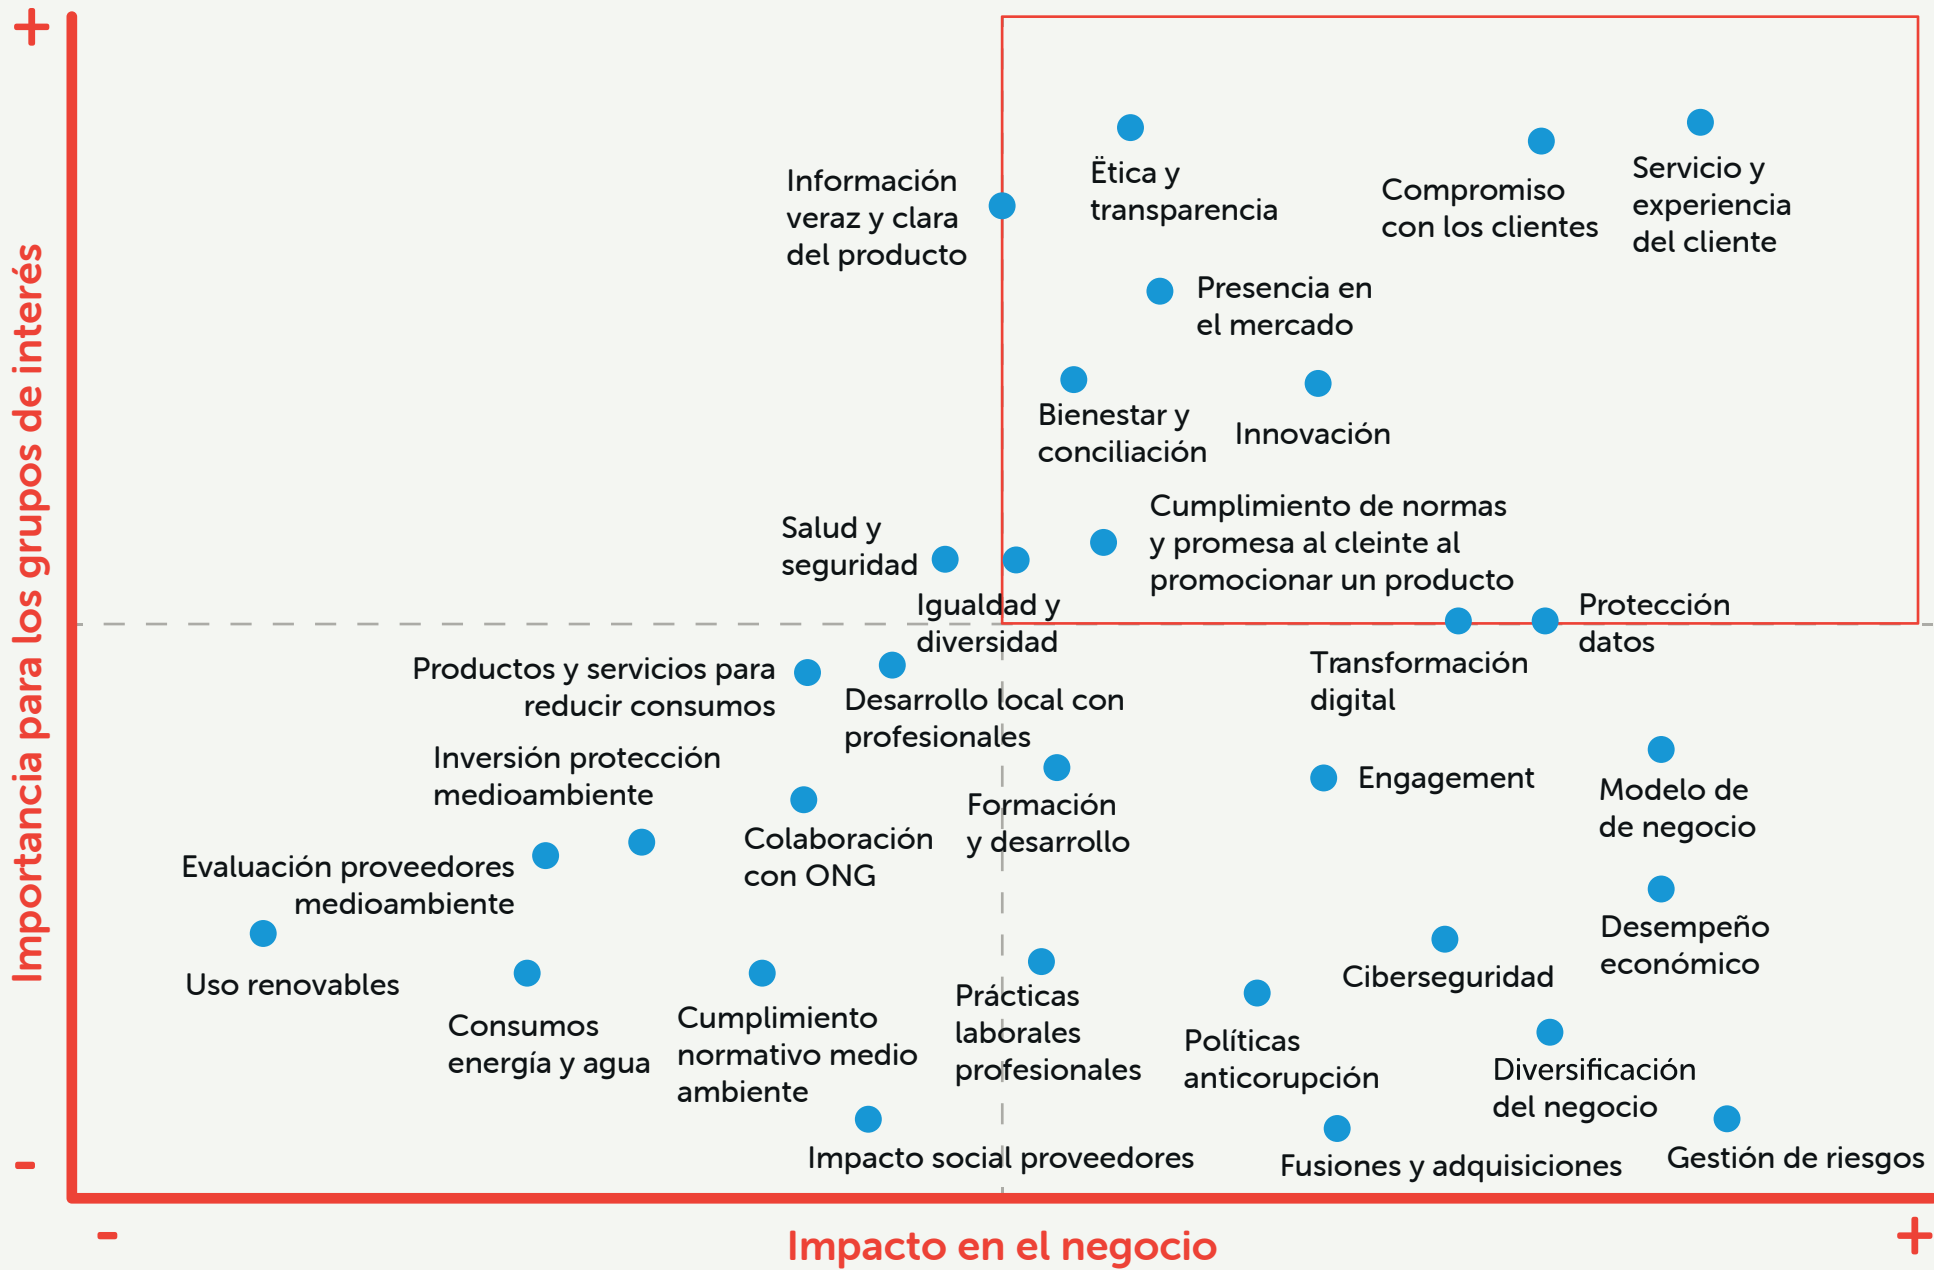 +
Importancia para los grupos de interés
Información
veraz y clara
del producto
Ëtica y
transparencia
Compromiso
con los clientes
Servicio y
experiencia
del cliente
Presencia en
el mercado
Bienestar y
conciliación
Innovación
Salud y
seguridad
Igualdad y
diversidad
Cumplimiento de normas
y promesa al cleinte al
promocionar un producto
Protección
datos
Transformación
digital
Productos y servicios para
reducir consumos
Desarrollo local con
profesionales
Inversión protección
medioambiente
Colaboración
con ONG
Formación
y desarrollo
Engagement
Modelo de
de negocio
Evaluación proveedores
medioambiente
Desempeño
económico
Uso renovables
Consumos
energía y agua
Cumplimiento
normativo medio
ambiente
Prácticas
laborales
profesionales
Ciberseguridad
Políticas
anticorupción
Diversificación
del negocio
Impacto social proveedores
Fusiones y adquisiciones
Gestión de riesgos
-
-
Impacto en el negocio
+